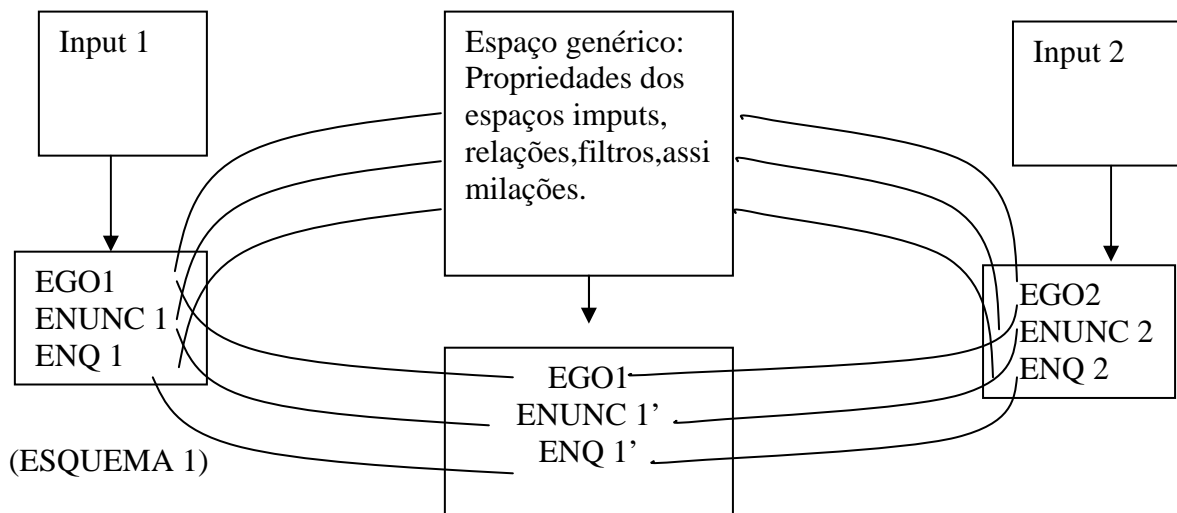 Input 1
Espaço genérico:
Propriedades dos
espaços imputs,
relações,filtros,assi
milações.
Input 2
EGO1
ENUNC 1
ENQ 1
EGO1
ENUNC 1’
ENQ 1’
EGO2
ENUNC 2
ENQ 2
(ESQUEMA 1)